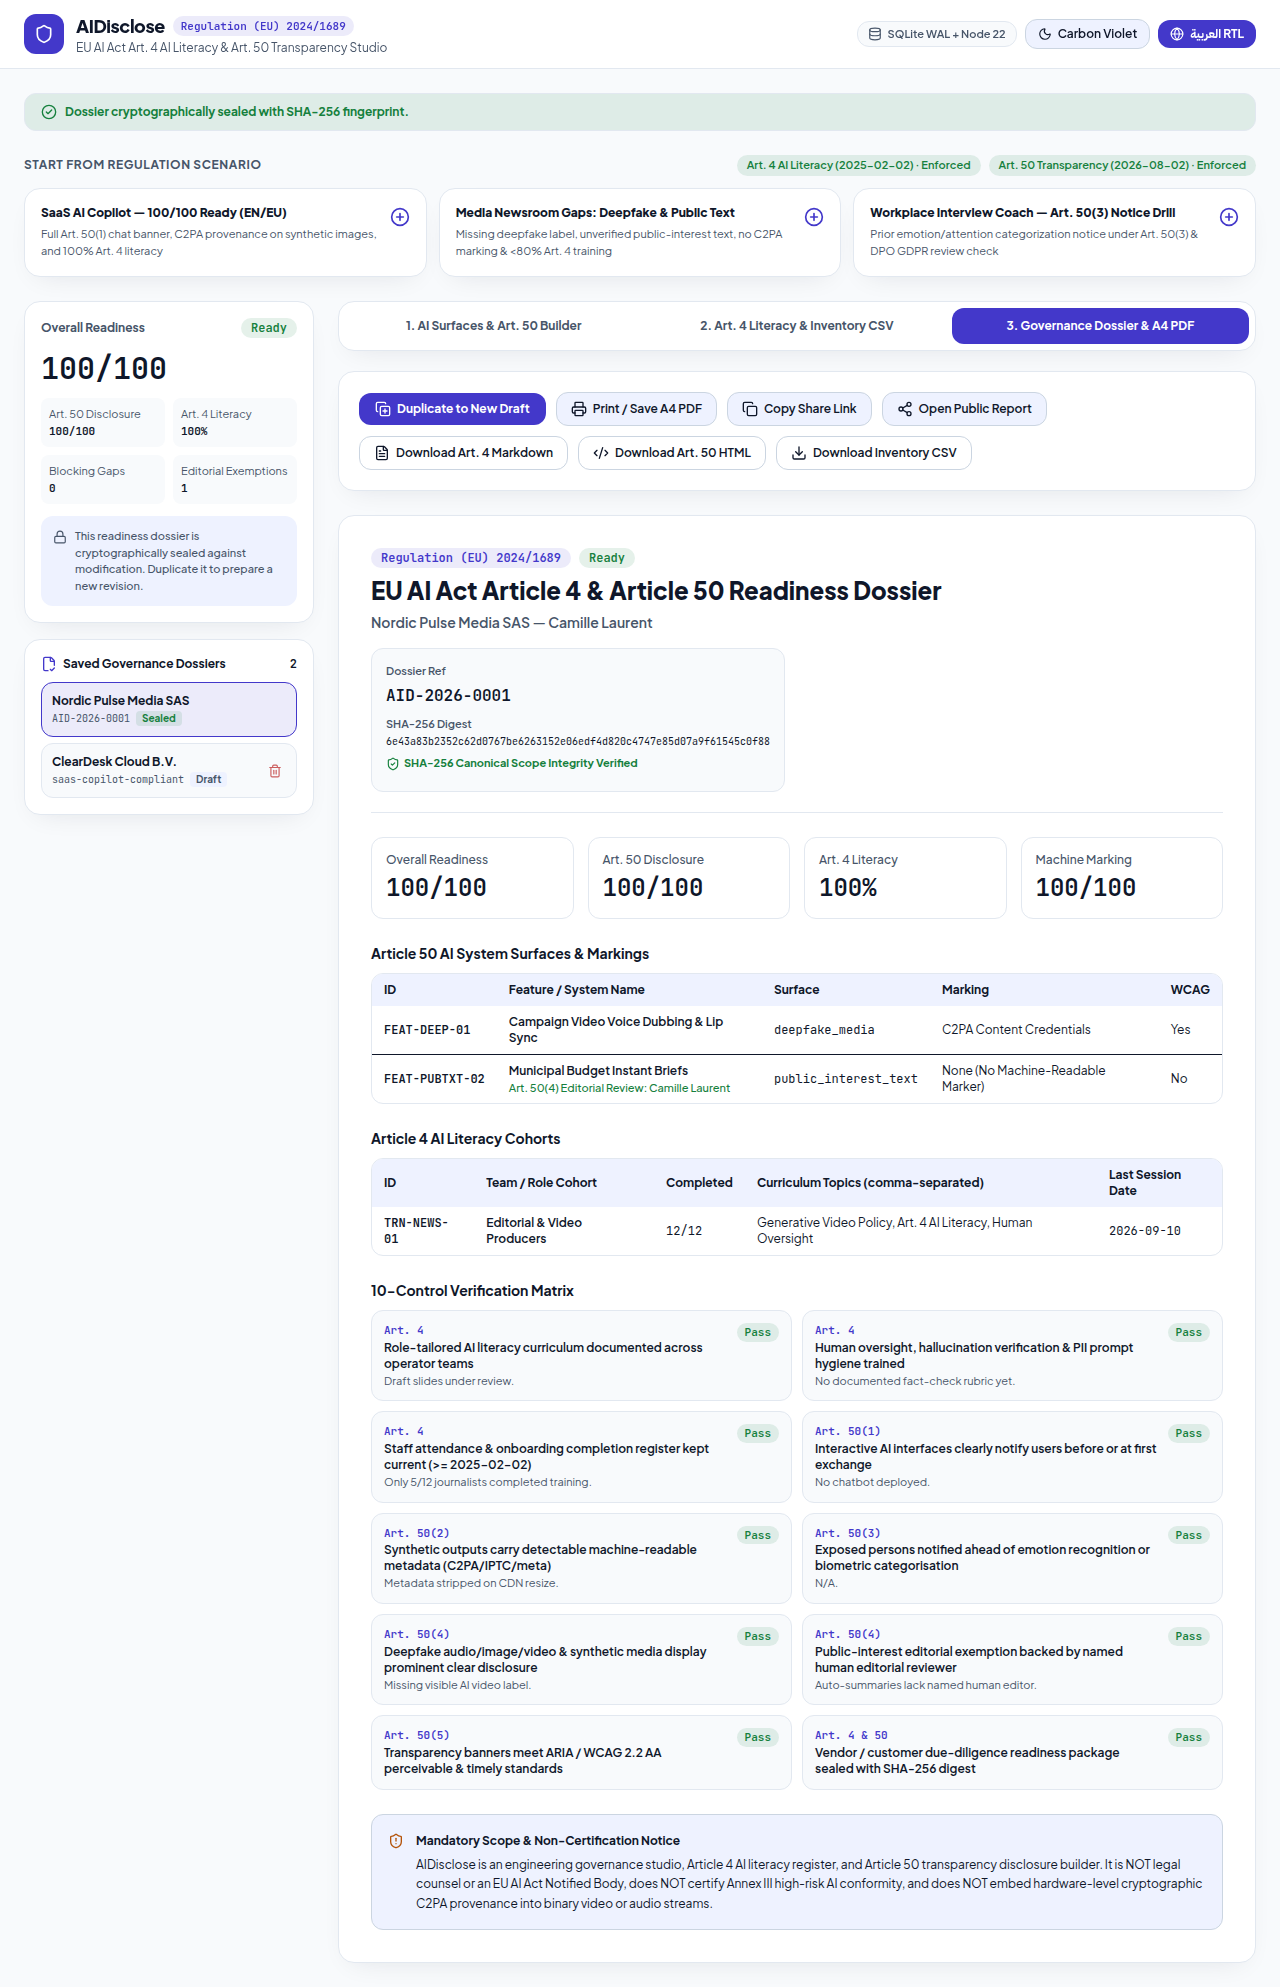 AIDisclose Regulation (EU) 2024/1689
EU AI Act Art. 4 AI Literacy & Art. 50 Transparency Studio
SQLite WAL + Node 22
Carbon Violet
العربية RTL
Dossier cryptographically sealed with SHA-256 fingerprint.
START FROM REGULATION SCENARIO
Art. 4 AI Literacy (2025-02-02) · Enforced
Art. 50 Transparency (2026-08-02) · Enforced
SaaS AI Copilot — 100/100 Ready (EN/EU)
Full Art. 50(1) chat banner, C2PA provenance on synthetic images,
and 100% Art. 4 literacy
Media Newsroom Gaps: Deepfake & Public Text
Missing deepfake label, unverified public-interest text, no C2PA
marking & <80% Art. 4 training
Workplace Interview Coach — Art. 50(3) Notice Drill
Prior emotion/attention categorization notice under Art. 50(3) &
DPO GDPR review check
Overall Readiness
Ready
100/100
Art. 50 Disclosure
100/100
Art. 4 Literacy
100%
Blocking Gaps
0
Editorial Exemptions
1
This readiness dossier is
cryptographically sealed against
modification. Duplicate it to prepare a
new revision.
Saved Governance Dossiers 2
Nordic Pulse Media SAS
AID-2026-0001 Sealed
ClearDesk Cloud B.V.
saas-copilot-compliant Draft
1. AI Surfaces & Art. 50 Builder
2. Art. 4 Literacy & Inventory CSV
3. Governance Dossier & A4 PDF
Duplicate to New Draft
Print / Save A4 PDF
Copy Share Link
Open Public Report
Download Art. 4 Markdown
Download Art. 50 HTML
Download Inventory CSV
Regulation (EU) 2024/1689 Ready
EU AI Act Article 4 & Article 50 Readiness Dossier
Nordic Pulse Media SAS — Camille Laurent
Dossier Ref
AID-2026-0001
SHA-256 Digest
6e43a83b2352c62d0767be6263152e06edf4d820c4747e85d07a9f61545c0f88
SHA-256 Canonical Scope Integrity Verified
Overall Readiness
100/100
Art. 50 Disclosure
100/100
Art. 4 Literacy
100%
Machine Marking
100/100
Article 50 AI System Surfaces & Markings
ID Feature / System Name Surface Marking WCAG
FEAT-DEEP-01 Campaign Video Voice Dubbing & Lip
Sync deepfake_media C2PA Content Credentials Yes
FEAT-PUBTXT-02 Municipal Budget Instant Briefs
Art. 50(4) Editorial Review: Camille Laurent public_interest_text None (No Machine-Readable
Marker) No
Article 4 AI Literacy Cohorts
ID Team / Role Cohort Completed Curriculum Topics (comma-separated) Last Session
Date
TRN-NEWS-
01 Editorial & Video
Producers 12/12 Generative Video Policy, Art. 4 AI Literacy, Human
Oversight 2026-09-10
10-Control Verification Matrix
Art. 4 Pass
Role-tailored AI literacy curriculum documented across
operator teams
Draft slides under review.
Art. 4 Pass
Human oversight, hallucination verification & PII prompt
hygiene trained
No documented fact-check rubric yet.
Art. 4 Pass
Staff attendance & onboarding completion register kept
current (>= 2025-02-02)
Only 5/12 journalists completed training.
Art. 50(1) Pass
Interactive AI interfaces clearly notify users before or at first
exchange
No chatbot deployed.
Art. 50(2) Pass
Synthetic outputs carry detectable machine-readable
metadata (C2PA/IPTC/meta)
Metadata stripped on CDN resize.
Art. 50(3) Pass
Exposed persons notified ahead of emotion recognition or
biometric categorisation
N/A.
Art. 50(4) Pass
Deepfake audio/image/video & synthetic media display
prominent clear disclosure
Missing visible AI video label.
Art. 50(4) Pass
Public-interest editorial exemption backed by named
human editorial reviewer
Auto-summaries lack named human editor.
Art. 50(5) Pass
Transparency banners meet ARIA / WCAG 2.2 AA
perceivable & timely standards
Art. 4 & 50 Pass
Vendor / customer due-diligence readiness package
sealed with SHA-256 digest
Mandatory Scope & Non-Certification Notice
AIDisclose is an engineering governance studio, Article 4 AI literacy register, and Article 50 transparency disclosure builder. It is NOT legal
counsel or an EU AI Act Notified Body, does NOT certify Annex III high-risk AI conformity, and does NOT embed hardware-level cryptographic
C2PA provenance into binary video or audio streams.